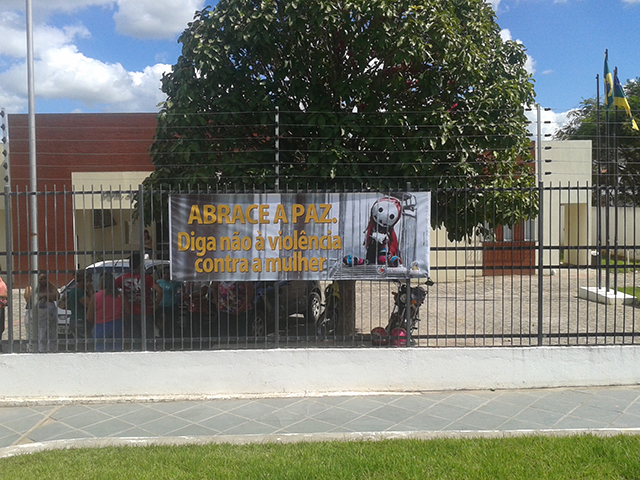 ABRACE A PAZ.
Diga não à violência
contra a mulher